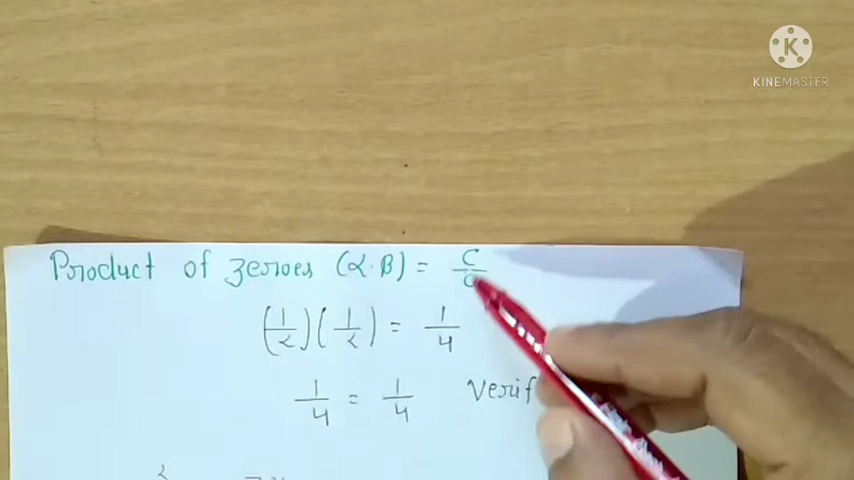 K
KINEMASTER
Product of zeroes (α·β) = C/a
(1/2)(1/2) = 1/4
1/4 = 1/4 Verif